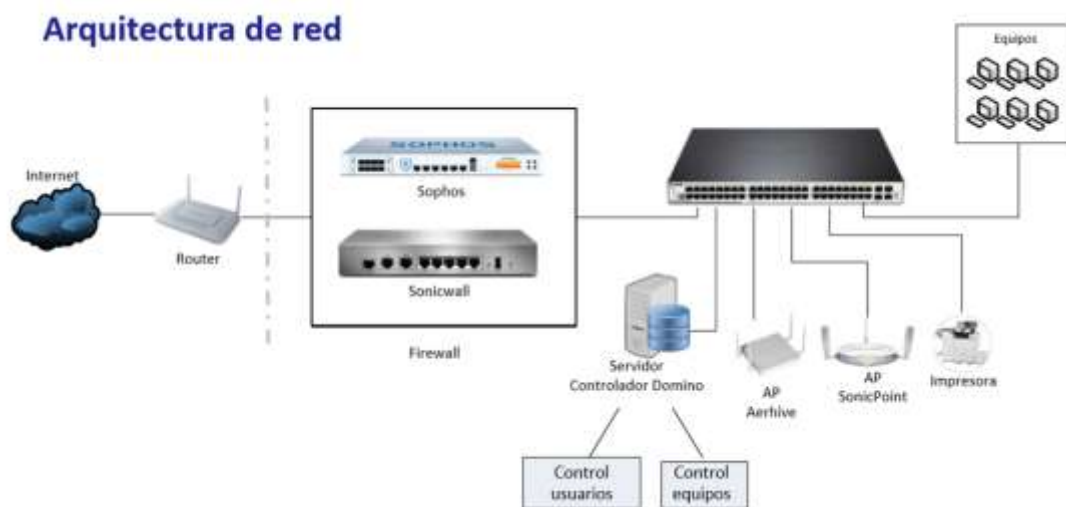 Arquitectura de red
Equipos
Internet
SOPHOS
Sophos
Router
Sonicwall
Firewall
Servidor
Controlador Domino
AP
Aerhive
AP
SonicPoint
Impresora
Control
usuarios
Control
equipos